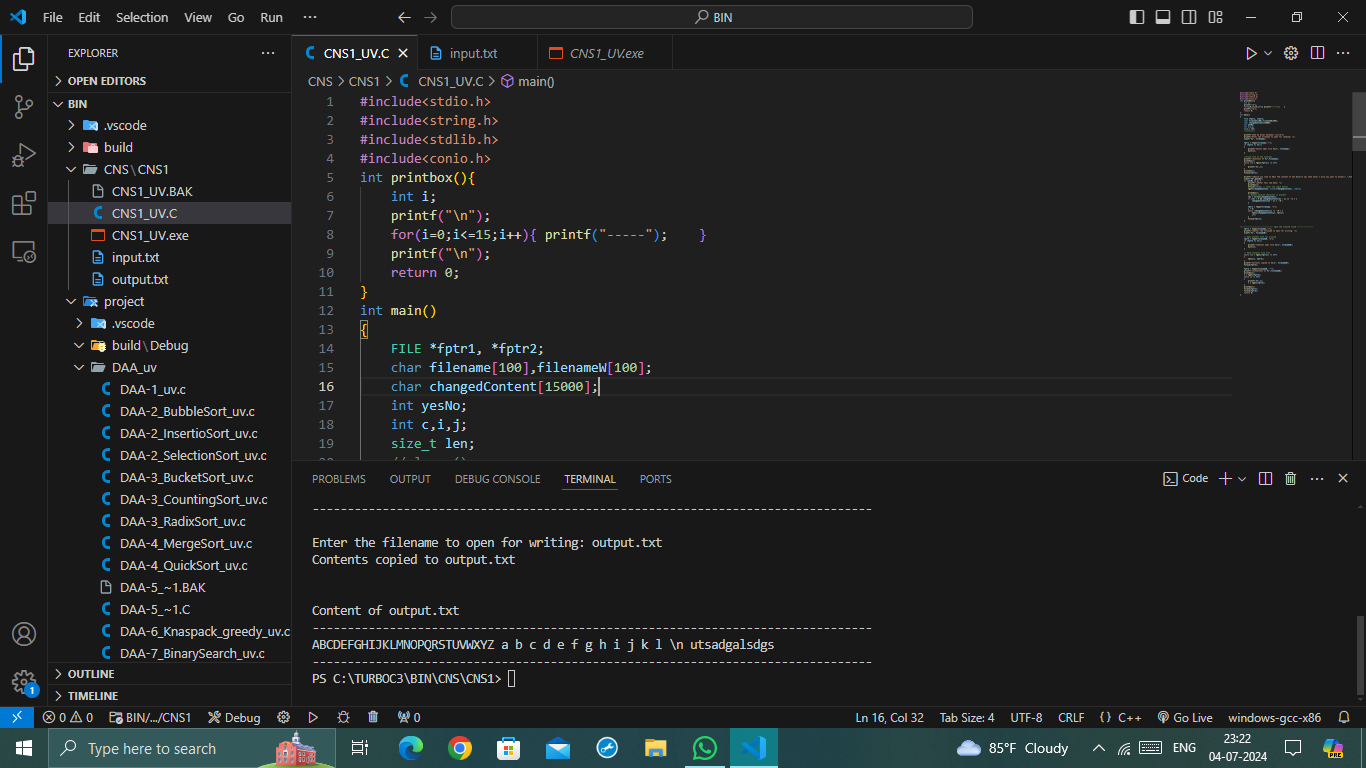 File Edit Selection View Go Run ··· BIN
EXPLORER ···
OPEN EDITORS
BIN
.vscode
build
CNS\CNS1
CNS1_UV.BAK
CNS1_UV.C
CNS1_UV.exe
input.txt
output.txt
project
.vscode
build\Debug
DAA_uv
DAA-1_uv.c
DAA-2_BubbleSort_uv.c
DAA-2_InsertioSort_uv.c
DAA-2_SelectionSort_uv.c
DAA-3_BucketSort_uv.c
DAA-3_CountingSort_uv.c
DAA-3_RadixSort_uv.c
DAA-4_MergeSort_uv.c
DAA-4_QuickSort_uv.c
DAA-5_~1.BAK
DAA-5_~1.C
DAA-6_Knaspack_greedy_uv.c
DAA-7_BinarySearch_uv.c
OUTLINE
TIMELINE
CNS1_UV.C input.txt CNS1_UV.exe
CNS > CNS1 > CNS1_UV.C > main()
1 #include<stdio.h>
2 #include<string.h>
3 #include<stdlib.h>
4 #include<conio.h>
5 int printbox(){
6 int i;
7 printf("\n");
8 for(i=0;i<=15;i++){ printf("-----"); }
9 printf("\n");
10 return 0;
11 }
12 int main()
13 {
14 FILE *fptr1, *fptr2;
15 char filename[100],filenameW[100];
16 char changedContent[15000];
17 int yesNo;
18 int c,i,j;
19 size_t len;
PROBLEMS OUTPUT DEBUG CONSOLE TERMINAL PORTS Code
--------------------------------------------------------------------------------
Enter the filename to open for writing: output.txt
Contents copied to output.txt
Content of output.txt
--------------------------------------------------------------------------------
ABCDEFGHIJKLMNOPQRSTUVWXYZ a b c d e f g h i j k l \n utsadgalsdgs
--------------------------------------------------------------------------------
PS C:\TURBOC3\BIN\CNS\CNS1>
1
0 0 BIN/.../CNS1 Debug 0 Ln 16, Col 32 Tab Size: 4 UTF-8 CRLF {} C++ Go Live windows-gcc-x86
Type here to search 85°F Cloudy ENG 23:22
04-07-2024
PRE